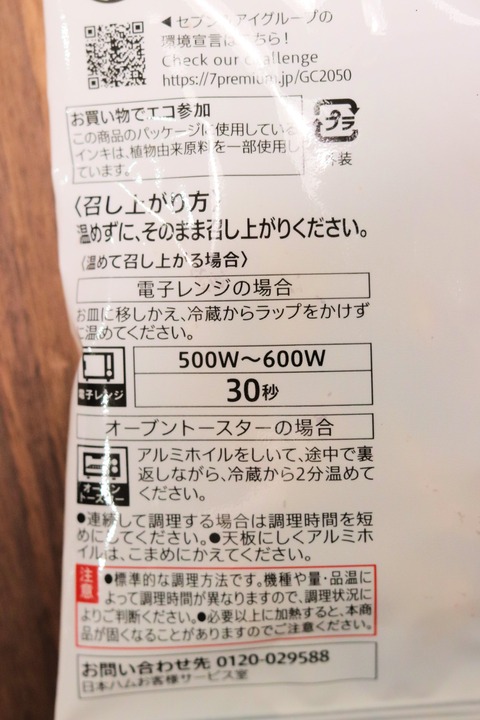 ◀セブン&アイグループの
環境宣言はこちら!
Check our challenge
https://7premium.jp/GC2050
お買い物でエコ参加
この商品のパッケージに使用している
インキは、植物由来原料を一部使用し
ています。
プラ
外装
〈召し上がり方〉
温めずに、そのまま召し上がりください。
〈温めて召し上がる場合〉
電子レンジの場合
お皿に移しかえ、冷蔵からラップをかけず
に温めてください。
電子レンジ
500W〜600W
30秒
オーブントースターの場合
オーブン
トースター
アルミホイルをしいて、途中で裏
返しながら、冷蔵から2分温めて
ください。
●連続して調理する場合は調理時間を短
めにしてください。●天板にしくアルミホ
イルは、こまめにかえてください。
注意
●標準的な調理方法です。機種や量・品温に
よって調理時間が異なりますので、調理状況に
よりご判断ください。●必要以上に加熱すると、本商
品が固くなることがありますのでご注意ください。
お問い合わせ先 0120-029588
日本ハムお客様サービス室